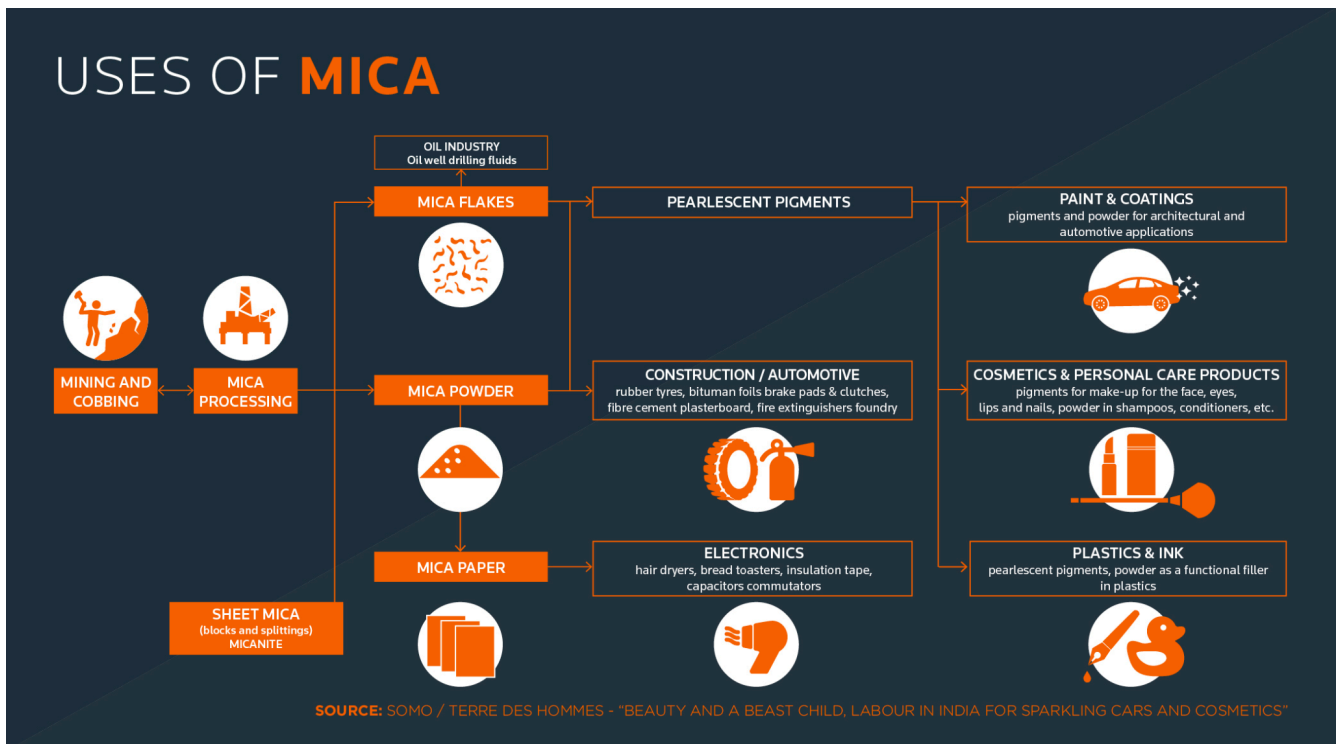 USES OF MICA
OIL INDUSTRY
Oil well drilling fluids
MICA FLAKES
PEARLESCENT PIGMENTS
PAINT & COATINGS
pigments and powder for architectural and
automotive applications
MINING AND
COBBING
MICA
PROCESSING
MICA POWDER
CONSTRUCTION / AUTOMOTIVE
rubber tyres, bituman foils brake pads & clutches,
fibre cement plasterboard, fire extinguishers foundry
COSMETICS & PERSONAL CARE PRODUCTS
pigments for make-up for the face, eyes,
lips and nails, powder in shampoos, conditioners, etc.
MICA PAPER
ELECTRONICS
hair dryers, bread toasters, insulation tape,
capacitors commutators
PLASTICS & INK
pearlescent pigments, powder as a functional filler
in plastics
SHEET MICA
(blocks and splittings)
MICANITE
SOURCE: SOMO / TERRE DES HOMMES - “BEAUTY AND A BEAST CHILD, LABOUR IN INDIA FOR SPARKLING CARS AND COSMETICS”